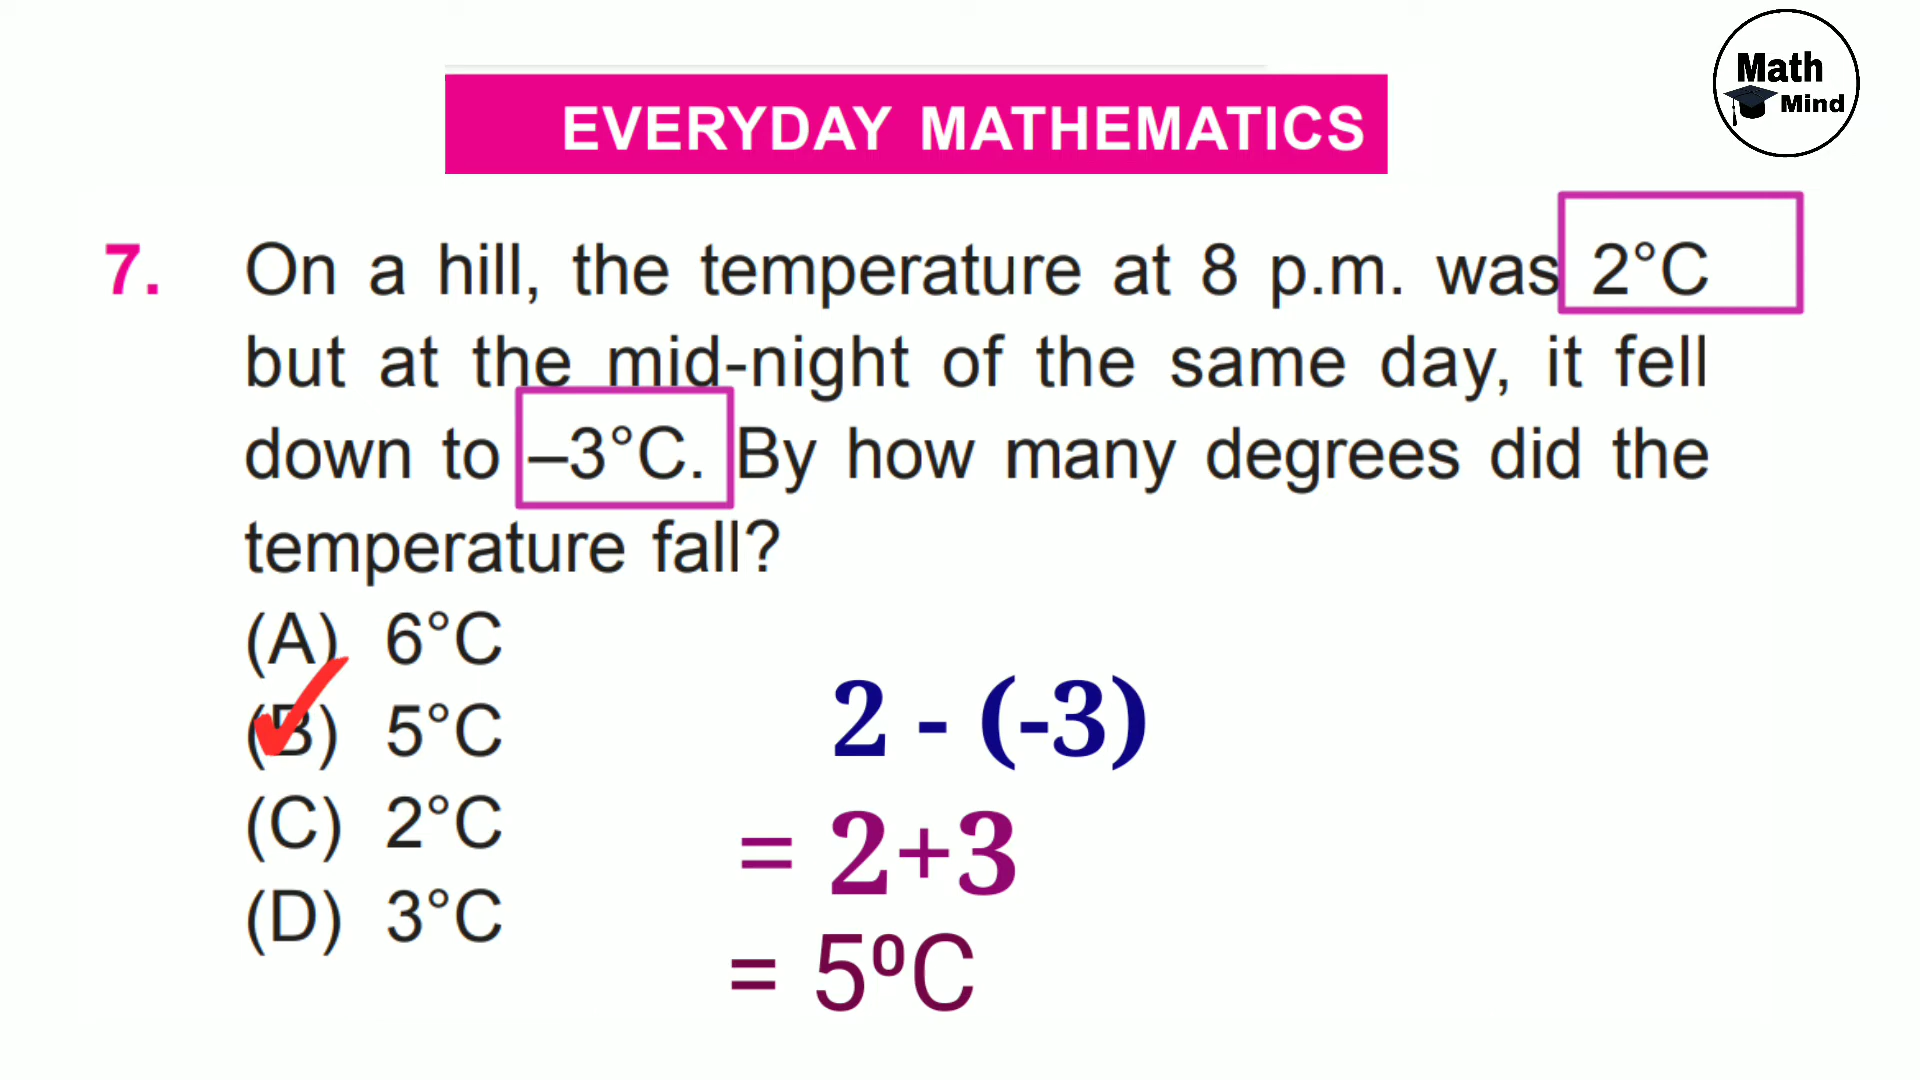 Math
Mind
EVERYDAY MATHEMATICS
7. On a hill, the temperature at 8 p.m. was 2°C
but at the mid-night of the same day, it fell
down to –3°C. By how many degrees did the
temperature fall?
(A) 6°C
(B) 5°C
(C) 2°C
(D) 3°C
2 - (-3)
= 2+3
= 5⁰C